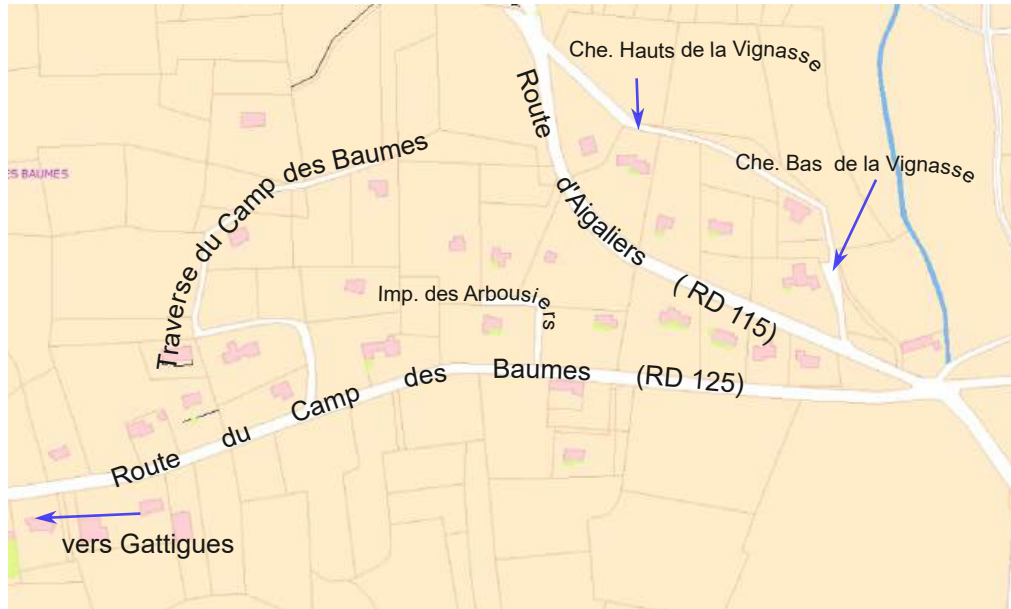 Che. Hauts de la Vignasse
Route d'Aigaliers ( RD 115)
Traverse du Camp des Baumes
Che. Bas de la Vignasse
ES BAUMES
Imp. des Arbousiers
Route du Camp des Baumes (RD 125)
vers Gattigues